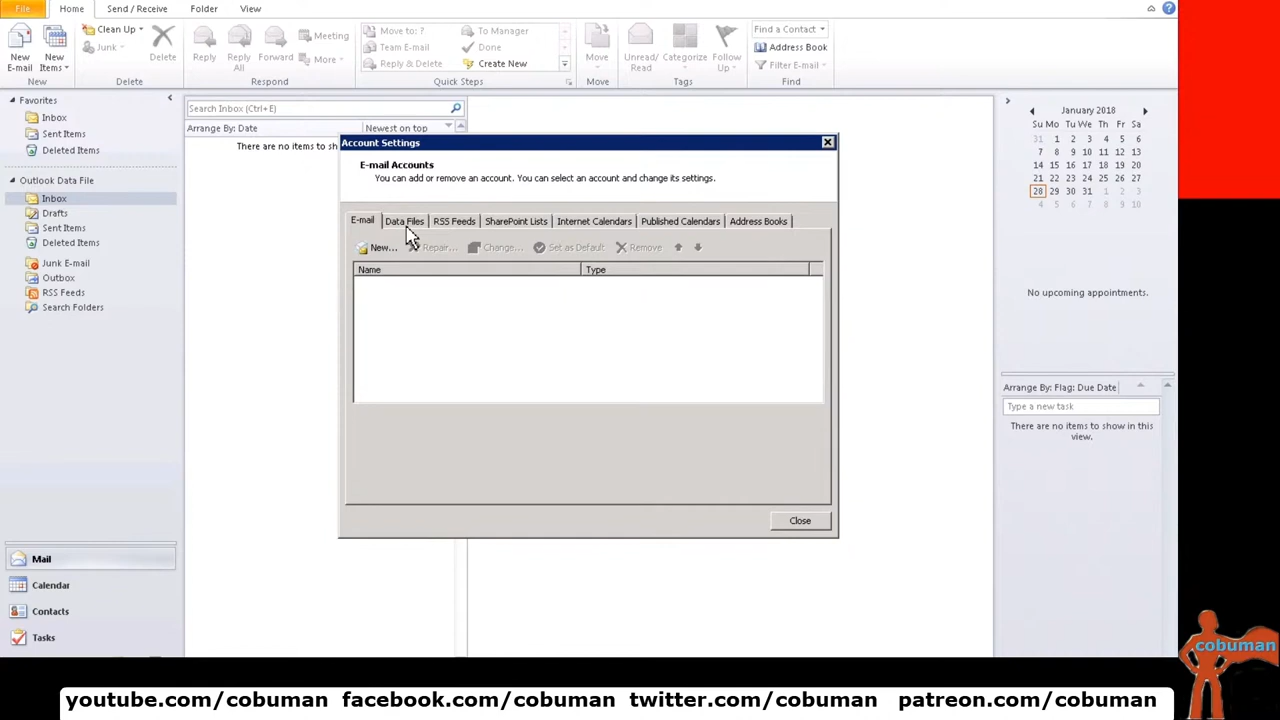 File Home Send / Receive Folder View
New E-mail
New Items
New
Clean Up
Junk
Delete
Delete
Reply
Reply All
Forward
Meeting
More
Respond
Move to: ?
Team E-mail
Reply & Delete
To Manager
Done
Create New
Quick Steps
Move
Move
Unread/ Read
Categorize
Follow Up
Tags
Find a Contact
Address Book
Filter E-mail
Find
Favorites
Inbox
Sent Items
Deleted Items
Outlook Data File
Inbox
Drafts
Sent Items
Deleted Items
Junk E-mail
Outbox
RSS Feeds
Search Folders
Mail
Calendar
Contacts
Tasks
Search Inbox (Ctrl+E)
Arrange By: Date Newest on top
There are no items to sh
Account Settings
E-mail Accounts
You can add or remove an account. You can select an account and change its settings.
E-mail Data Files RSS Feeds SharePoint Lists Internet Calendars Published Calendars Address Books
New... Repair... Change... Set as Default Remove
Name Type
Close
January 2018
Su Mo Tu We Th Fr Sa
31 1 2 3 4 5 6
7 8 9 10 11 12 13
14 15 16 17 18 19 20
21 22 23 24 25 26 27
28 29 30 31 1 2 3
4 5 6 7 8 9 10
No upcoming appointments.
Arrange By: Flag: Due Date
Type a new task
There are no items to show in this
view.
cobuman
youtube.com/cobuman facebook.com/cobuman twitter.com/cobuman patreon.com/cobuman